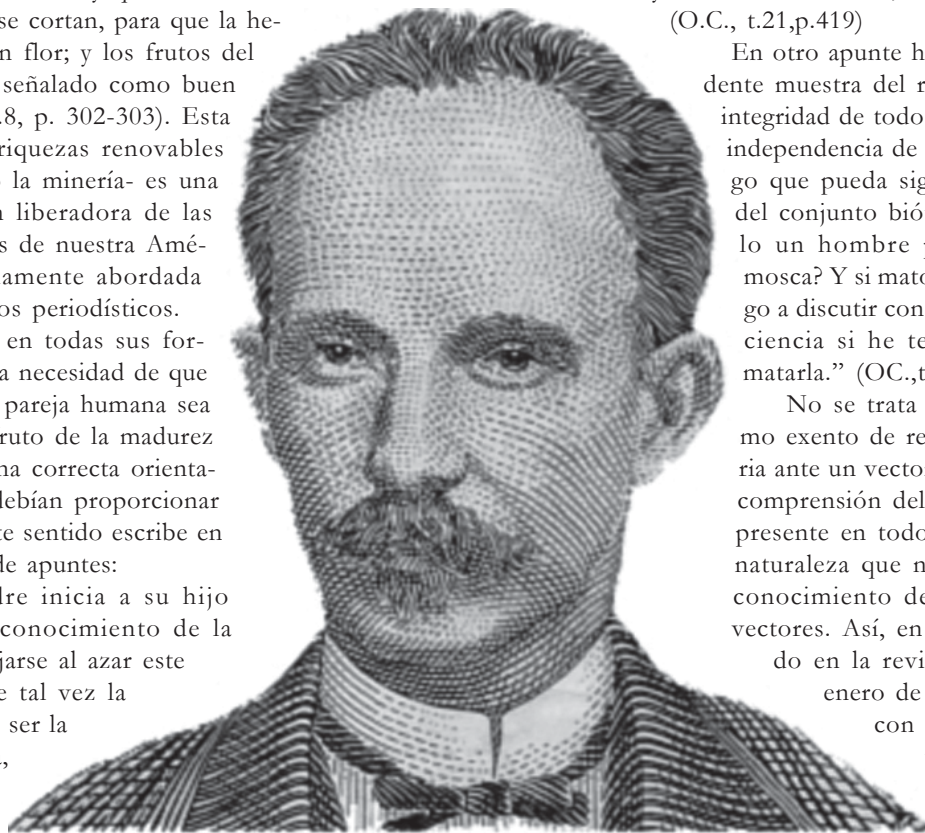 se cortan, para que la he-
n flor; y los frutos del
señalado como buen
.8, p. 302-303). Esta
riquezas renovables
la minería- es una
n liberadora de las
s de nuestra Amé-
amente abordada
os periodísticos.
en todas sus for-
a necesidad de que
pareja humana sea
ruto de la madurez
na correcta orienta-
debían proporcionar
te sentido escribe en
de apuntes:
dre inicia a su hijo
conocimiento de la
jarse al azar este
e tal vez la
ser la
(O.C., t.21,p.419)
En otro apunte h
dente muestra del r
integridad de todo
independencia de
go que pueda sig
del conjunto bió
lo un hombre
mosca? Y si mato
go a discutir con
ciencia si he te
matarla.” (OC.,t
No se trata
mo exento de re
ria ante un vecto
comprensión del
presente en todo
naturaleza que n
conocimiento de
vectores. Así, en
do en la revi
enero de
con